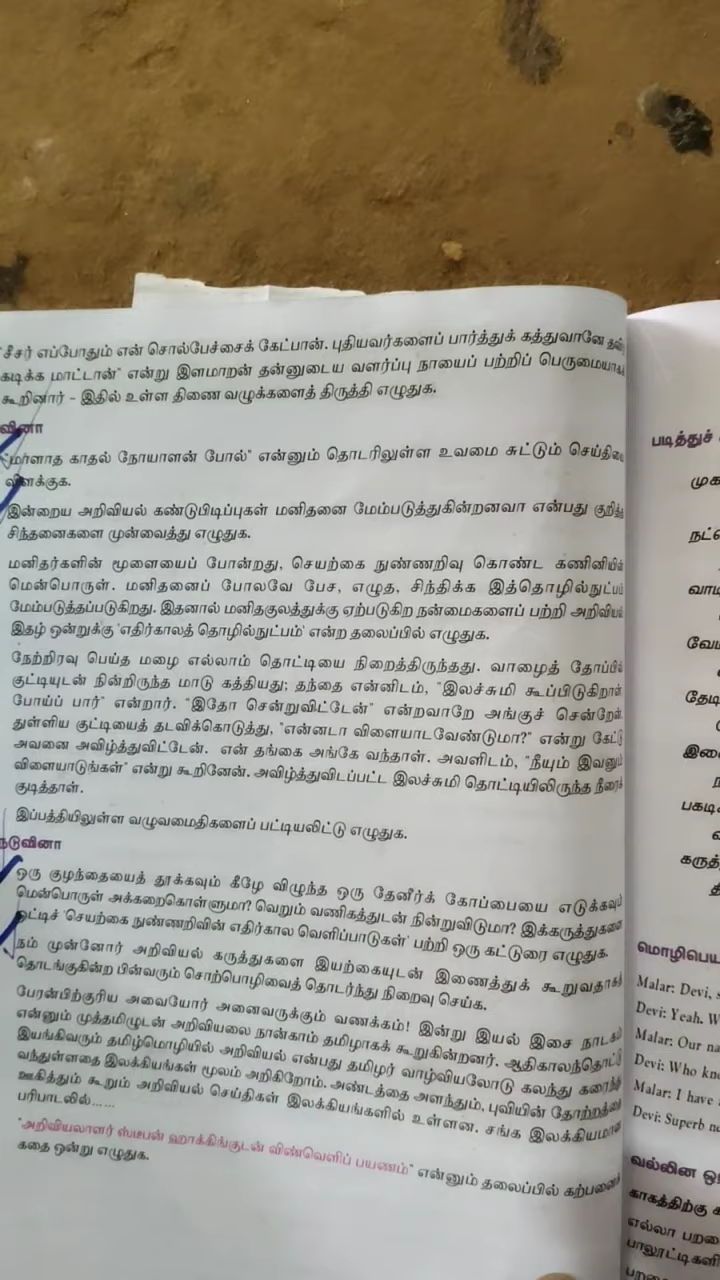 "சீசர் எப்போதும் என் சொல்பேச்சைக் கேட்பான். புதியவர்களைப் பார்த்துக் கத்துவானே தவிர
கடிக்க மாட்டான்" என்று இளமாறன் தன்னுடைய வளர்ப்பு நாயைப் பற்றிப் பெருமையாகக்
கூறினார் – இதில் உள்ள திணை வழுக்களைத் திருத்தி எழுதுக.
வினா
"மாளாத காதல் நோயாளன் போல்" என்னும் தொடரிலுள்ள உவமை சுட்டும் செய்தியை
விளக்குக.
இன்றைய அறிவியல் கண்டுபிடிப்புகள் மனிதனை மேம்படுத்துகின்றனவா என்பது குறித்த
சிந்தனைகளை முன்வைத்து எழுதுக.
மனிதர்களின் மூளையைப் போன்றது, செயற்கை நுண்ணறிவு கொண்ட கணினியின்
மென்பொருள். மனிதனைப் போலவே பேச, எழுத, சிந்திக்க இத்தொழில்நுட்பம்
மேம்படுத்தப்படுகிறது. இதனால் மனிதகுலத்துக்கு ஏற்படுகிற நன்மைகளைப் பற்றி அறிவியல்
இதழ் ஒன்றுக்கு 'எதிர்காலத் தொழில்நுட்பம்' என்ற தலைப்பில் எழுதுக.
நேற்றிரவு பெய்த மழை எல்லாம் தொட்டியை நிறைத்திருந்தது. வாழைத் தோப்பில்
குட்டியுடன் நின்றிருந்த மாடு கத்தியது; தந்தை என்னிடம், "இலச்சுமி கூப்பிடுகிறாள்
போய்ப் பார்" என்றார். "இதோ சென்றுவிட்டேன்" என்றவாறே அங்குச் சென்றேன்.
துள்ளிய குட்டியைத் தடவிக்கொடுத்து, "என்னடா விளையாடவேண்டுமா?" என்று கேட்டு
அவனை அவிழ்த்துவிட்டேன். என் தங்கை அங்கே வந்தாள். அவளிடம், "நீயும் இவனும்
விளையாடுங்கள்" என்று கூறினேன். அவிழ்த்துவிடப்பட்ட இலச்சுமி தொட்டியிலிருந்த நீரைக்
குடித்தாள்.
இப்பத்தியிலுள்ள வழுவமைதிகளைப் பட்டியலிட்டு எழுதுக.
நெடுவினா
ஒரு குழந்தையைத் தூக்கவும் கீழே விழுந்த ஒரு தேனீர்க் கோப்பையை எடுக்கவும்
மென்பொருள் அக்கறைகொள்ளுமா? வெறும் வணிகத்துடன் நின்றுவிடுமா? இக்கருத்துகளை
ஒட்டிச் 'செயற்கை நுண்ணறிவின் எதிர்கால வெளிப்பாடுகள்' பற்றி ஒரு கட்டுரை எழுதுக.
நம் முன்னோர் அறிவியல் கருத்துகளை இயற்கையுடன் இணைத்துக் கூறுவதாகத்
தொடங்குகின்ற பின்வரும் சொற்பொழிவைத் தொடர்ந்து நிறைவு செய்க.
பேரன்பிற்குரிய அவையோர் அனைவருக்கும் வணக்கம்! இன்று இயல் இசை நாடகம்
என்னும் முத்தமிழுடன் அறிவியலை நான்காம் தமிழாகக் கூறுகின்றனர். ஆதிகாலந்தொட்டு
இயங்கிவரும் தமிழ்மொழியில் அறிவியல் என்பது தமிழர் வாழ்வியலோடு கலந்து கரைந்து
வந்துள்ளதை இலக்கியங்கள் மூலம் அறிகிறோம். அண்டத்தை அளந்தும், புவியின் தோற்றத்தை
ஊகித்தும் கூறும் அறிவியல் செய்திகள் இலக்கியங்களில் உள்ளன. சங்க இலக்கியமான
பரிபாடலில்......
"அறிவியலாளர் ஸ்டீபன் ஹாக்கிங்குடன் விண்வெளிப் பயணம்" என்னும் தலைப்பில் கற்பனைக்
கதை ஒன்று எழுதுக.
படித்துச்
மொழிபெய
Malar: Devi,
Devi: Yeah.
Malar: Our
Devi: Who
Malar: I have
Devi: Superb
வல்லின
காகத்திற்கு
எல்லா